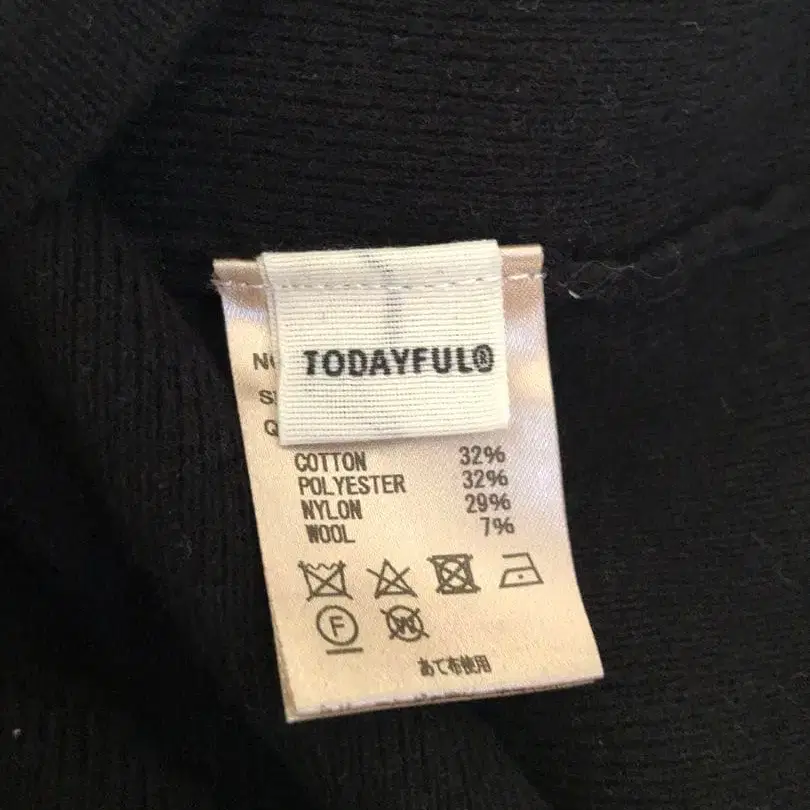 TODAYFUL®
COTTON 32%
POLYESTER 32%
NYLON 29%
WOOL 7%
F W
あて布使用